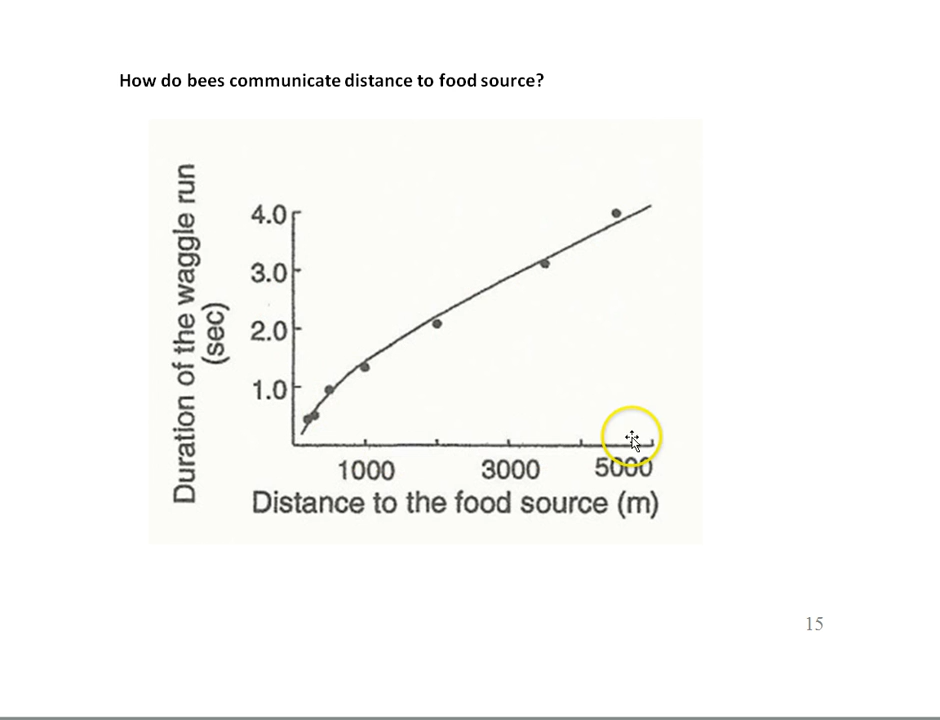 How do bees communicate distance to food source?
Duration of the waggle run
(sec)
4.0
3.0
2.0
1.0
1000 3000 5000
Distance to the food source (m)
15